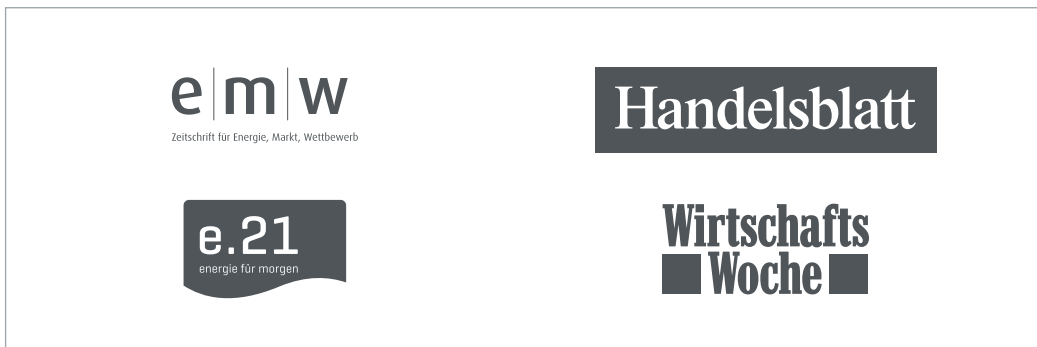 e|m|w
Zeitschrift für Energie, Markt, Wettbewerb
Handelsblatt
e.21
energie für morgen
Wirtschafts
Woche